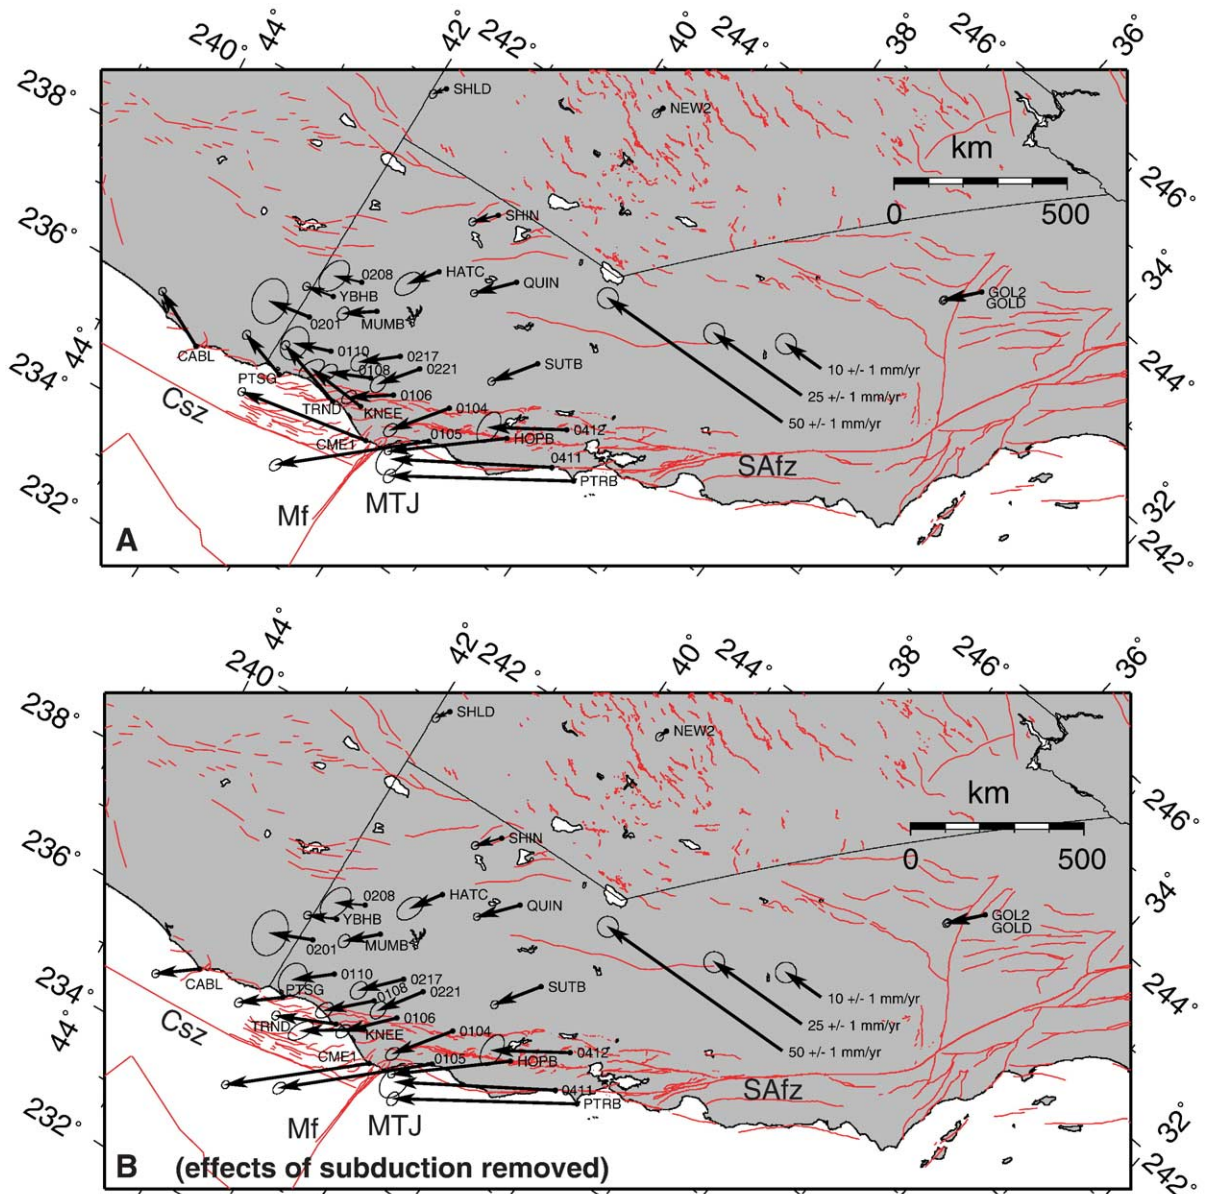 240° 44° 42° 242° 40° 244° 38° 246° 36°
238°
SHLD
NEW2
km
246°
0 500
SHIN
236°
34°
0208 HATC
QUIN
YBHB
GOL2
GOLD
0201 MUMB
44°
CABL
0110 0217
SUTB
10 +/- 1 mm/yr
244°
234°
PTSG
0108 0221
25 +/- 1 mm/yr
Csz
TRND KNEE 0106
0104
50 +/- 1 mm/yr
CME1 0105 HOPB 0412
0411
SAfz
PTRB
232°
Mf MTJ
32°
A
242°
240° 44° 42° 242° 40° 244° 38° 246° 36°
238°
SHLD
NEW2
km
246°
0 500
SHIN
236°
34°
0208 HATC
QUIN
YBHB
GOL2
GOLD
0201 MUMB
CABL
0110 0217
PTSG 0108 0221
SUTB
10 +/- 1 mm/yr
244°
234°
44°
Csz
TRND KNEE 0106
25 +/- 1 mm/yr
0104
50 +/- 1 mm/yr
CME1 0105 HOPB 0412
0411
SAfz
PTRB
232°
Mf MTJ
32°
B (effects of subduction removed)
242°